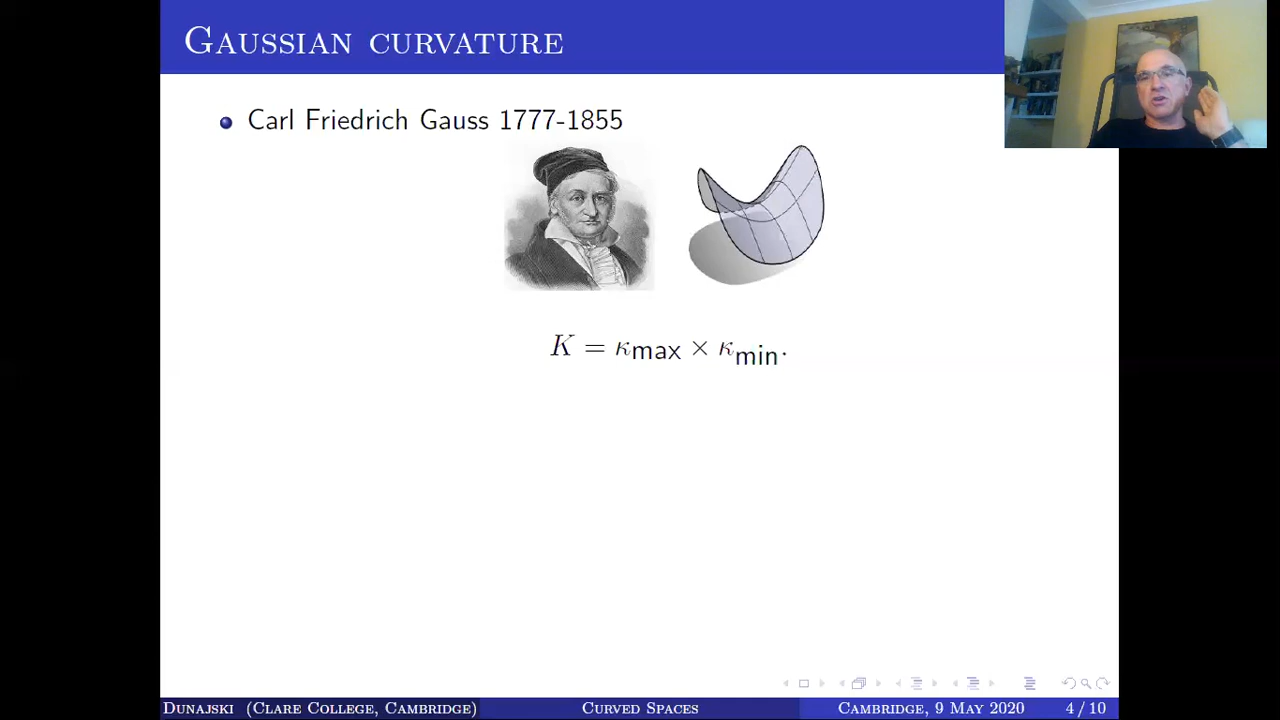 Gaussian curvature
Carl Friedrich Gauss 1777-1855
K = κmax × κmin.
Dunajski (Clare College, Cambridge) Curved Spaces Cambridge, 9 May 2020 4 / 10